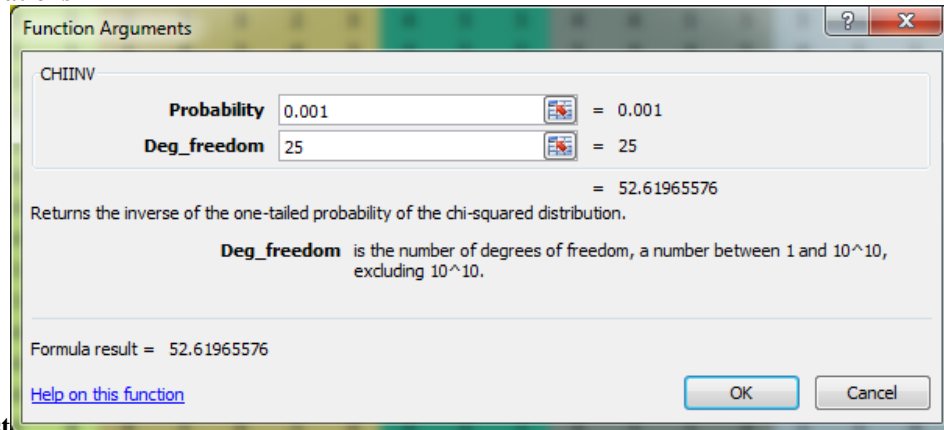 Function Arguments
CHIINV
Probability 0.001 = 0.001
Deg_freedom 25 = 25
= 52.61965576
Returns the inverse of the one-tailed probability of the chi-squared distribution.
Deg_freedom is the number of degrees of freedom, a number between 1 and 10^10,
excluding 10^10.
Formula result = 52.61965576
Help on this function
OK Cancel